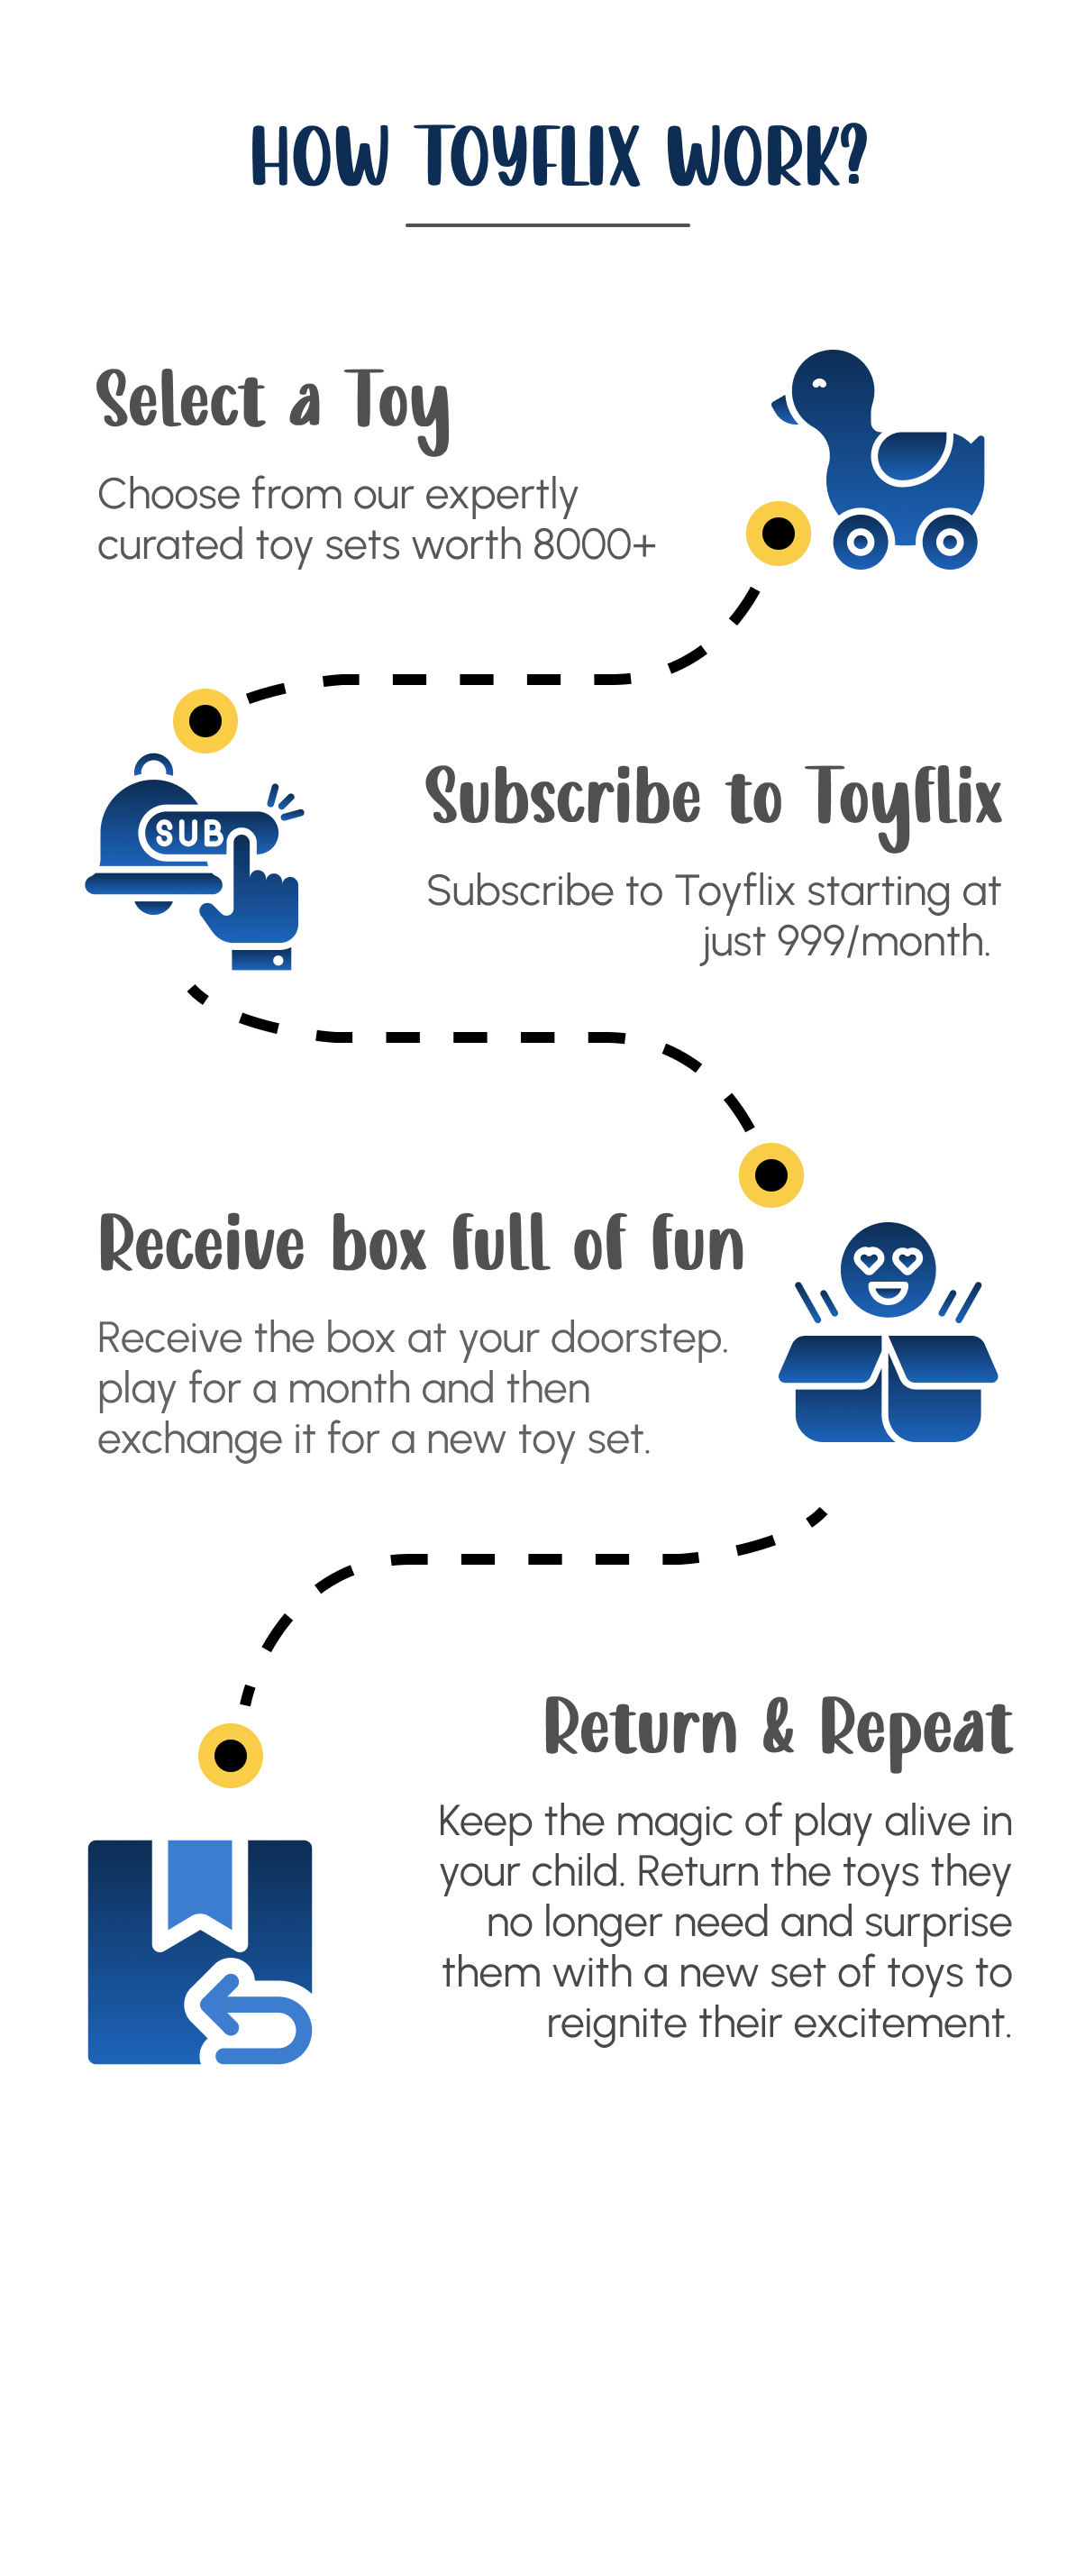 HOW TOYFLIX WORK?
Select a Toy
Choose from our expertly
curated toy sets worth 8000+
SUB
Subscribe to Toyflix
Subscribe to Toyflix starting at
just 999/month.
Receive box full of fun
Receive the box at your doorstep.
play for a month and then
exchange it for a new toy set.
Return & Repeat
Keep the magic of play alive in
your child. Return the toys they
no longer need and surprise
them with a new set of toys to
reignite their excitement.